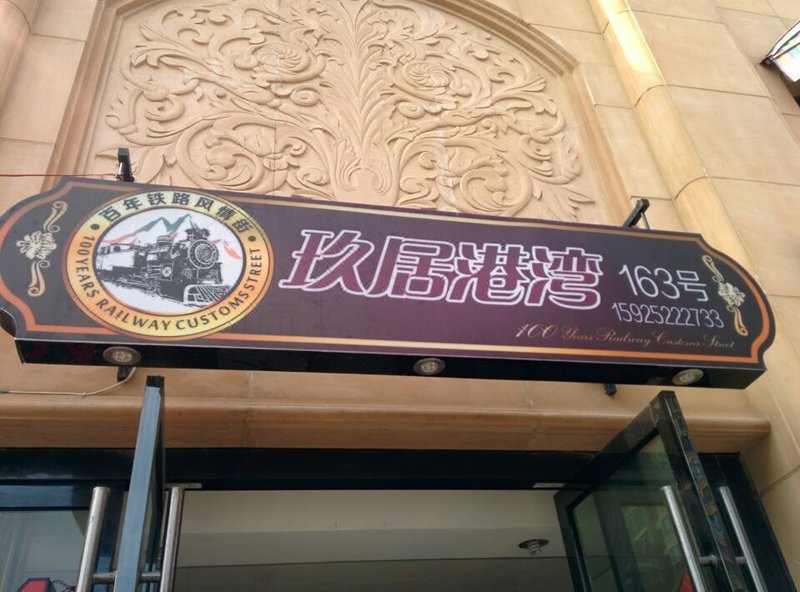 百年铁路风情街
100 YEARS RAILWAY CUSTOMS STREET
玖居港湾
163号
15925222733
100 Years Railway Customs Street